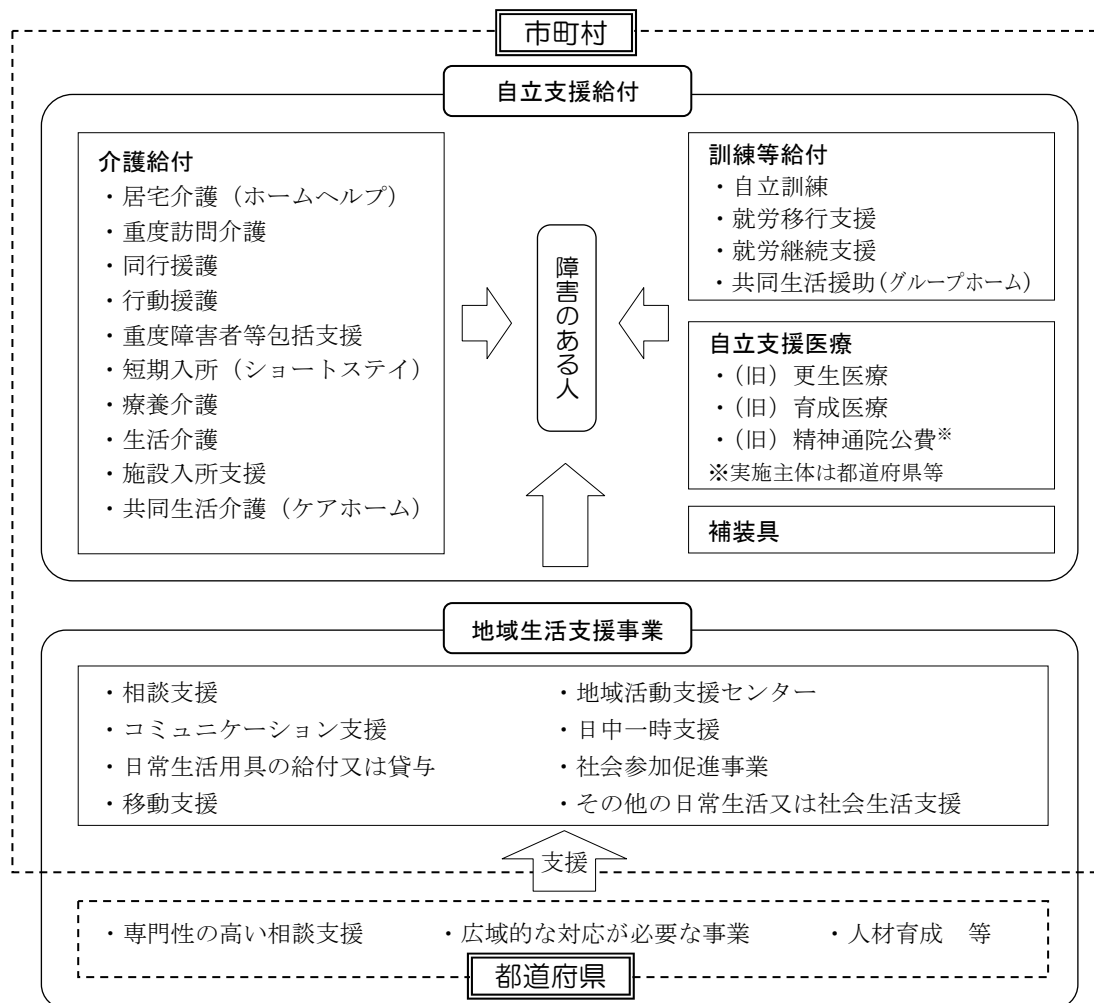 市町村
自立支援給付
介護給付
・居宅介護（ホームヘルプ）
・重度訪問介護
・同行援護
・行動援護
・重度障害者等包括支援
・短期入所（ショートステイ）
・療養介護
・生活介護
・施設入所支援
・共同生活介護（ケアホーム）
障害のある人
訓練等給付
・自立訓練
・就労移行支援
・就労継続支援
・共同生活援助（グループホーム）
自立支援医療
・（旧）更生医療
・（旧）育成医療
・（旧）精神通院公費※
※実施主体は都道府県等
補装具
地域生活支援事業
・相談支援
・コミュニケーション支援
・日常生活用具の給付又は貸与
・移動支援
・地域活動支援センター
・日中一時支援
・社会参加促進事業
・その他の日常生活又は社会生活支援
支援
・専門性の高い相談支援　・広域的な対応が必要な事業　・人材育成　等
都道府県